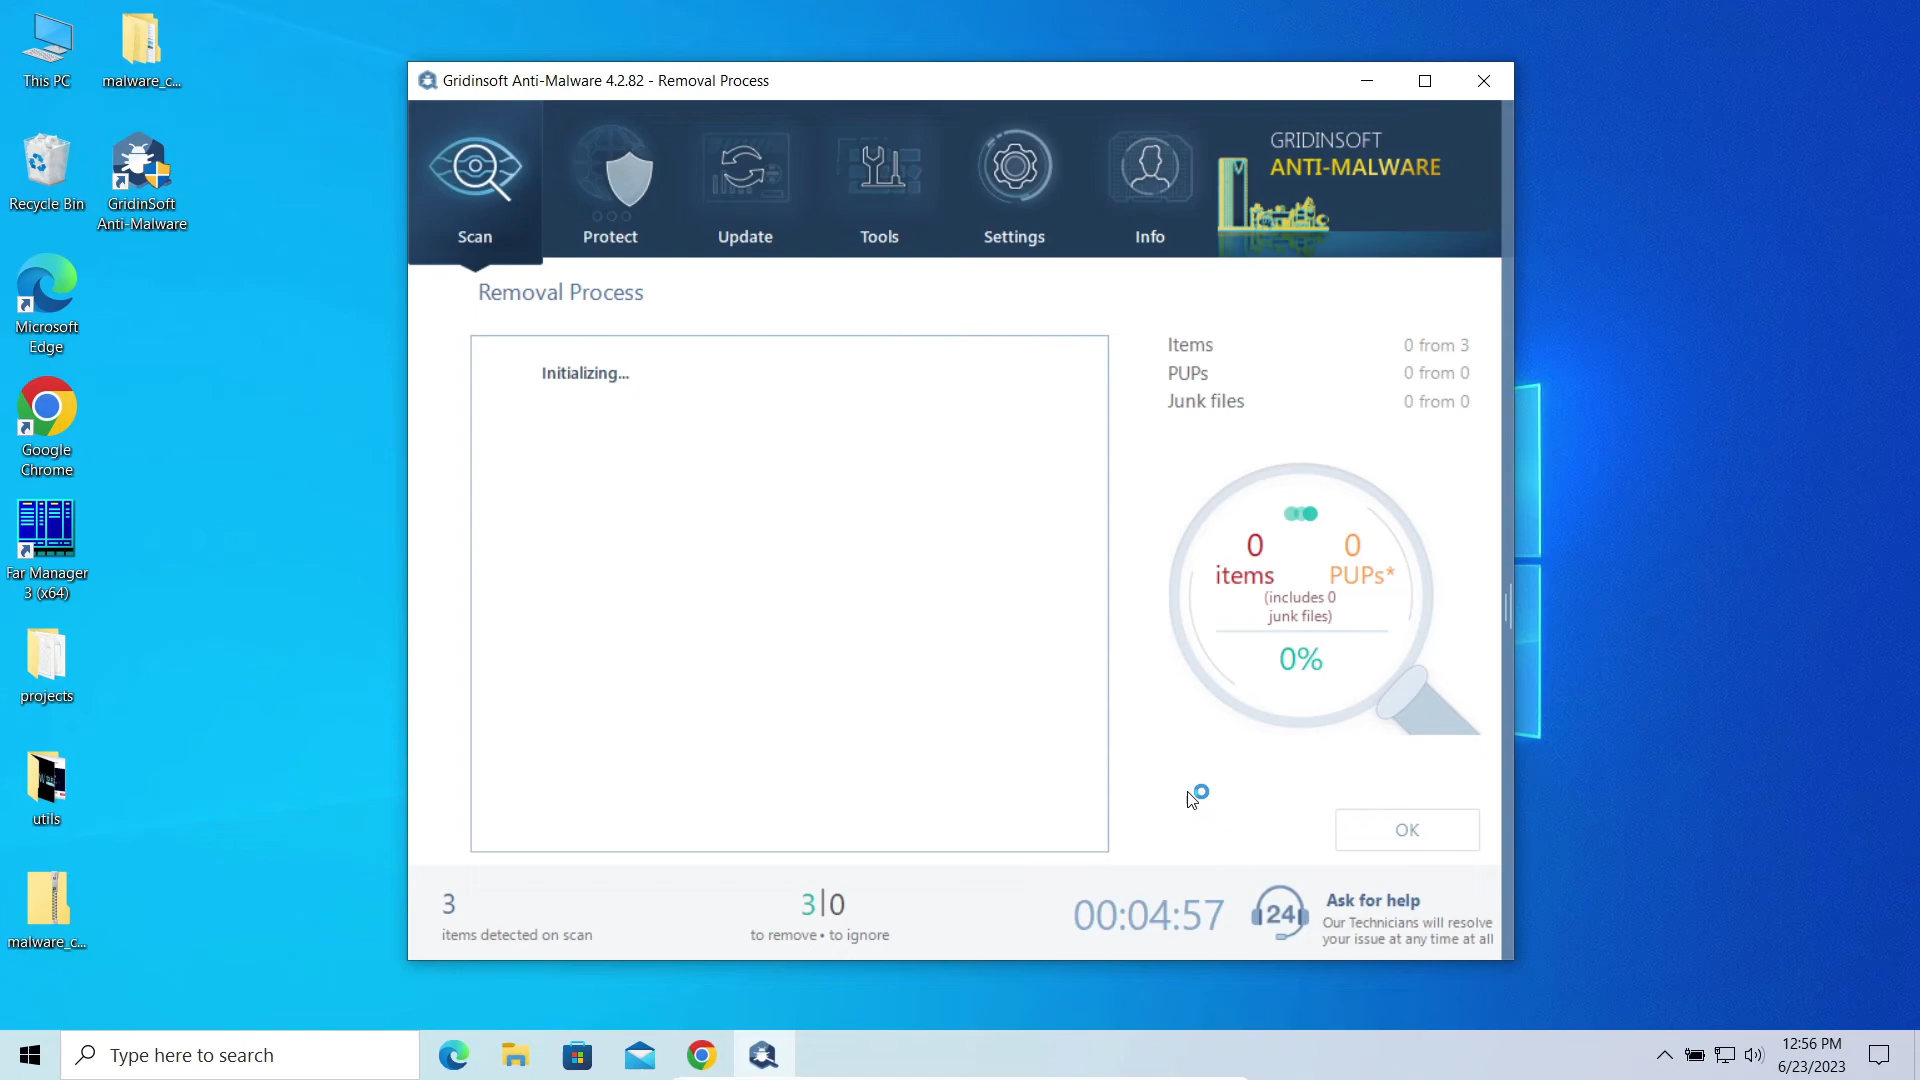 This PC
malware_c...
Recycle Bin
GridinSoft
Anti-Malware
Microsoft
Edge
Google
Chrome
Far Manager
3 (x64)
projects
utils
malware_c...
Gridinsoft Anti-Malware 4.2.82 - Removal Process
Scan
Protect
Update
Tools
Settings
Info
GRIDINSOFT
ANTI-MALWARE
Removal Process
Initializing...
Items 0 from 3
PUPs 0 from 0
Junk files 0 from 0
0 0
items PUPs*
(includes 0
junk files)
0%
OK
3
items detected on scan
3|0
to remove • to ignore
00:04:57
24
Ask for help
Our Technicians will resolve
your issue at any time at all
Type here to search
12:56 PM
6/23/2023